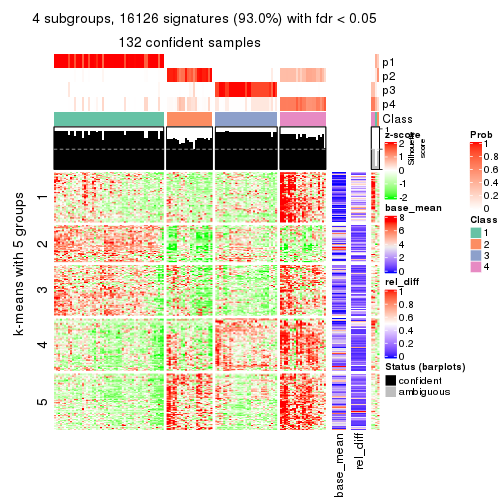 4 subgroups, 16126 signatures (93.0%) with fdr < 0.05
132 confident samples
p1
p2
p3
p4
Class
1
Silhouette
score
k-means with 5 groups
1
2
3
4
5
base_mean
rel_diff
z-score
2
1
0
-1
-2
base_mean
8
6
4
2
0
rel_diff
1
0.8
0.6
0.4
0.2
0
Status (barplots)
confident
ambiguous
Prob
1
0.8
0.6
0.4
0.2
0
Class
1
2
3
4